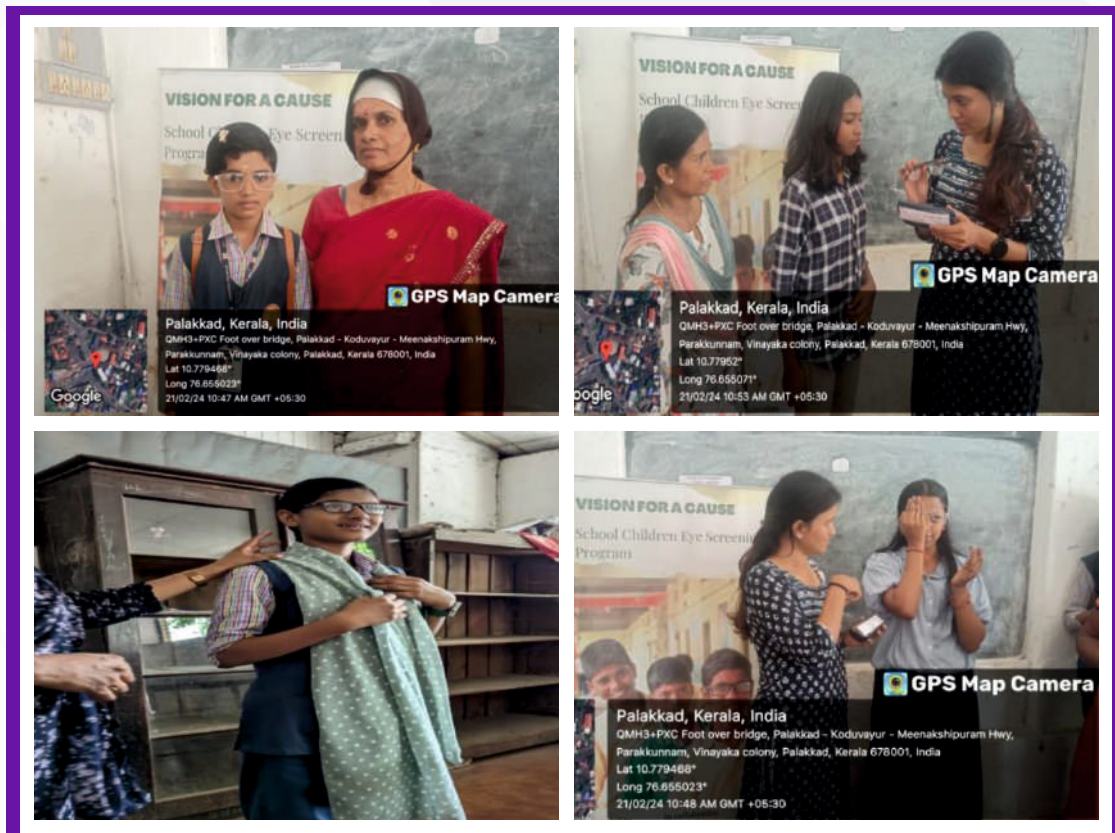 VISION FOR A CAUSE
Eye Screen
GPS Map Camera
Palakkad, Kerala, India
QMH3+PXC Foot over bridge, Palakkad - Koduvayur - Meenakshipuram Hwy,
Parakkunnam, Vinayaka colony, Palakkad, Kerala 678001, India
Lat 10.779468°
Long 76.655023°
21/02/24 10:47 AM GMT +05:30
Google
VISION FOR A CAUSE
School Children Eye Screen
GPS Map Camera
Palakkad, Kerala, India
QMH3+PXC Foot over bridge, Palakkad - Koduvayur - Meenakshipuram Hwy,
Parakkunnam, Vinayaka colony, Palakkad, Kerala 678001, India
Lat 10.77952°
Long 76.655071°
21/02/24 10:53 AM GMT +05:30
oogle
VISION FOR A CAUSE
School Children Eye Screenin
Program
GPS Map Camera
Palakkad, Kerala, India
QMH3+PXC Foot over bridge, Palakkad - Koduvayur - Meenakshipuram Hwy,
Parakkunnam, Vinayaka colony, Palakkad, Kerala 678001, India
Lat 10.779468°
Long 76.655023°
21/02/24 10:48 AM GMT +05:30